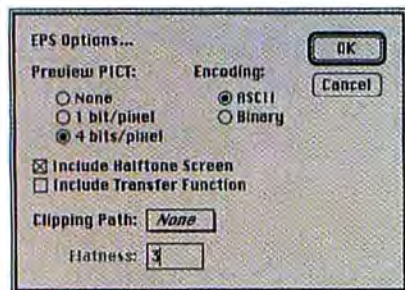 EPS Options...
OK
Preview PICT:
Encoding:
Cancel
None
ASCII
1 bit/pixel
Binary
4 bits/pixel
Include Halftone Screen
Include Transfer Function
Clipping Path: None
Flatness: 3